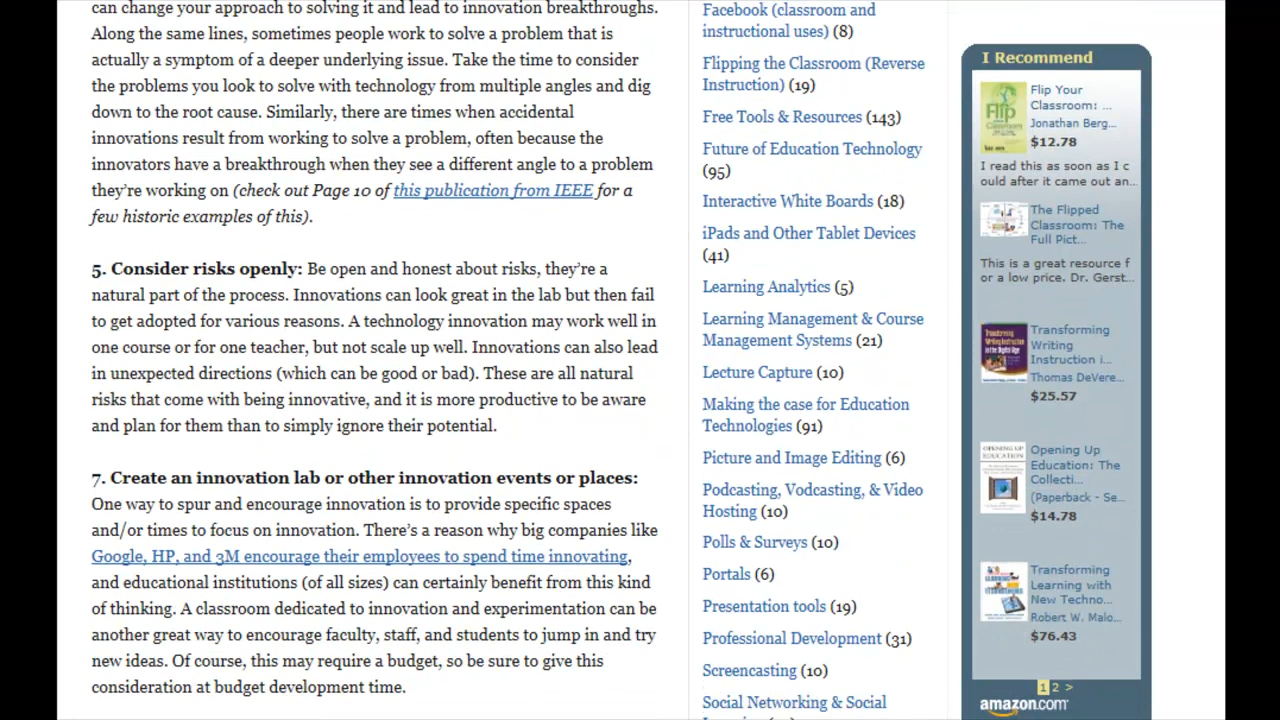 can change your approach to solving it and lead to innovation breakthroughs.
Along the same lines, sometimes people work to solve a problem that is
actually a symptom of a deeper underlying issue. Take the time to consider
the problems you look to solve with technology from multiple angles and dig
down to the root cause. Similarly, there are times when accidental
innovations result from working to solve a problem, often because the
innovators have a breakthrough when they see a different angle to a problem
they're working on (check out Page 10 of this publication from IEEE for a
few historic examples of this).
5. Consider risks openly: Be open and honest about risks, they're a
natural part of the process. Innovations can look great in the lab but then fail
to get adopted for various reasons. A technology innovation may work well in
one course or for one teacher, but not scale up well. Innovations can also lead
in unexpected directions (which can be good or bad). These are all natural
risks that come with being innovative, and it is more productive to be aware
and plan for them than to simply ignore their potential.
7. Create an innovation lab or other innovation events or places:
One way to spur and encourage innovation is to provide specific spaces
and/or times to focus on innovation. There's a reason why big companies like
Google, HP, and 3M encourage their employees to spend time innovating,
and educational institutions (of all sizes) can certainly benefit from this kind
of thinking. A classroom dedicated to innovation and experimentation can be
another great way to encourage faculty, staff, and students to jump in and try
new ideas. Of course, this may require a budget, so be sure to give this
consideration at budget development time.
Facebook (classroom and
instructional uses) (8)
Flipping the Classroom (Reverse
Instruction) (19)
Free Tools & Resources (143)
Future of Education Technology
(95)
Interactive White Boards (18)
iPads and Other Tablet Devices
(41)
Learning Analytics (5)
Learning Management & Course
Management Systems (21)
Lecture Capture (10)
Making the case for Education
Technologies (91)
Picture and Image Editing (6)
Podcasting, Vodcasting, & Video
Hosting (10)
Polls & Surveys (10)
Portals (6)
Presentation tools (19)
Professional Development (31)
Screencasting (10)
Social Networking & Social
I Recommend
Flip Your
Classroom: ...
Jonathan Berg...
$12.78
I read this as soon as I c
ould after it came out an...
The Flipped
Classroom: The
Full Pict...
This is a great resource f
or a low price. Dr. Gerst...
Transforming
Writing
Instruction i...
Thomas DeVere...
$25.57
Opening Up
Education: The
Collecti...
(Paperback - Se...
$14.78
Transforming
Learning with
New Techno...
Robert W. Malo...
$76.43
1 2 >
amazon.com